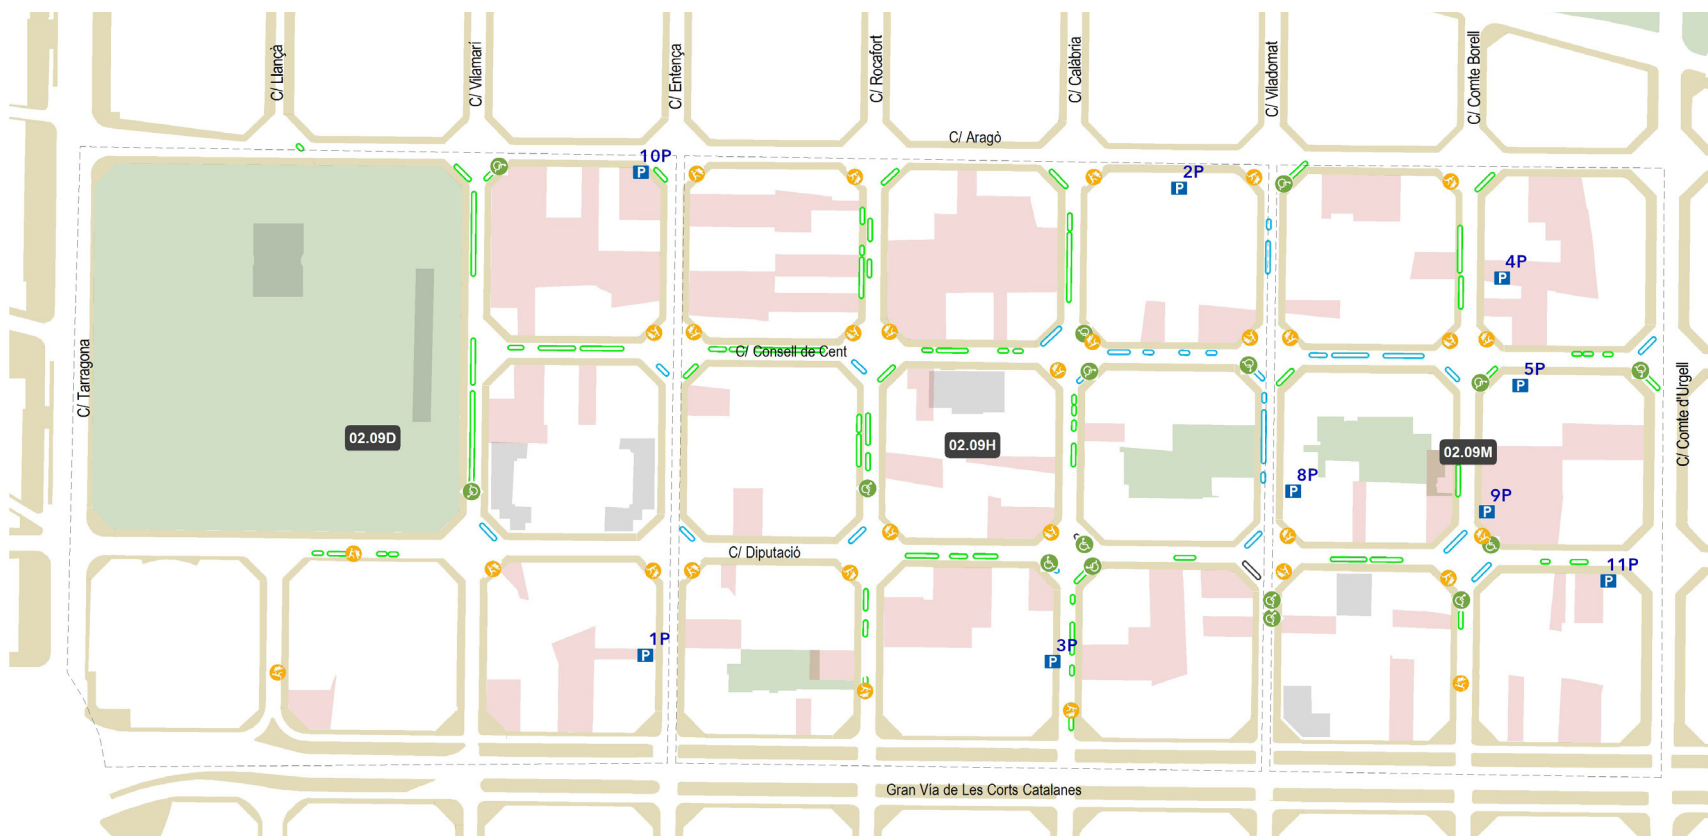 C/ Llançà
C/ Vilamarí
C/ Entença
C/ Rocafort
C/ Calàbria
C/ Viladomat
C/ Comte Borell
C/ Aragò
10P
P
2P
P
4P
P
C/ Tarragona
C/ Consell de Cent
5P
P
C/ Comte d'Urgell
02.09D
02.09H
02.09M
8P
P
9P
P
C/ Diputació
11P
P
1P
P
3P
P
Gran Via de Les Corts Catalanes